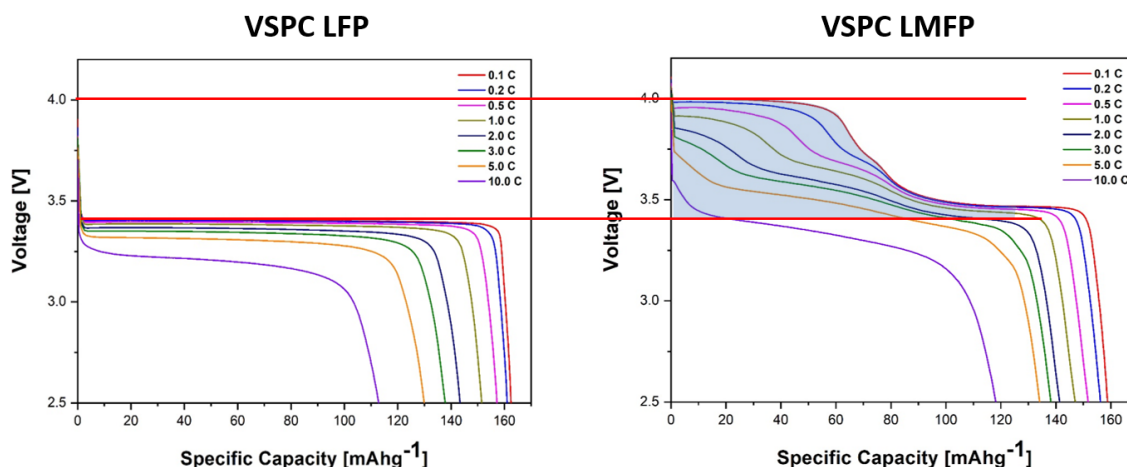 VSPC LFP
VSPC LMFP
Voltage [V]
4.0
3.5
3.0
2.5
0 20 40 60 80 100 120 140 160
Specific Capacity [mAhg-1]
0.1 C
0.2 C
0.5 C
1.0 C
2.0 C
3.0 C
5.0 C
10.0 C
Voltage [V]
4.0
3.5
3.0
2.5
0 20 40 60 80 100 120 140 160
Specific Capacity [mAhg-1]
0.1 C
0.2 C
0.5 C
1.0 C
2.0 C
3.0 C
5.0 C
10.0 C